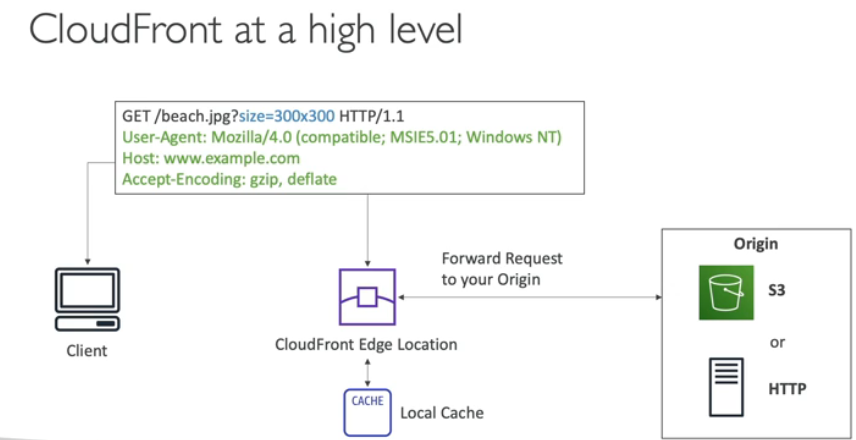 CloudFront at a high level
GET /beach.jpg?size=300x300 HTTP/1.1
User-Agent: Mozilla/4.0 (compatible; MSIE5.01; Windows NT)
Host: www.example.com
Accept-Encoding: gzip, deflate
Origin
Forward Request
to your Origin
S3
Client
CloudFront Edge Location
or
HTTP
CACHE
Local Cache